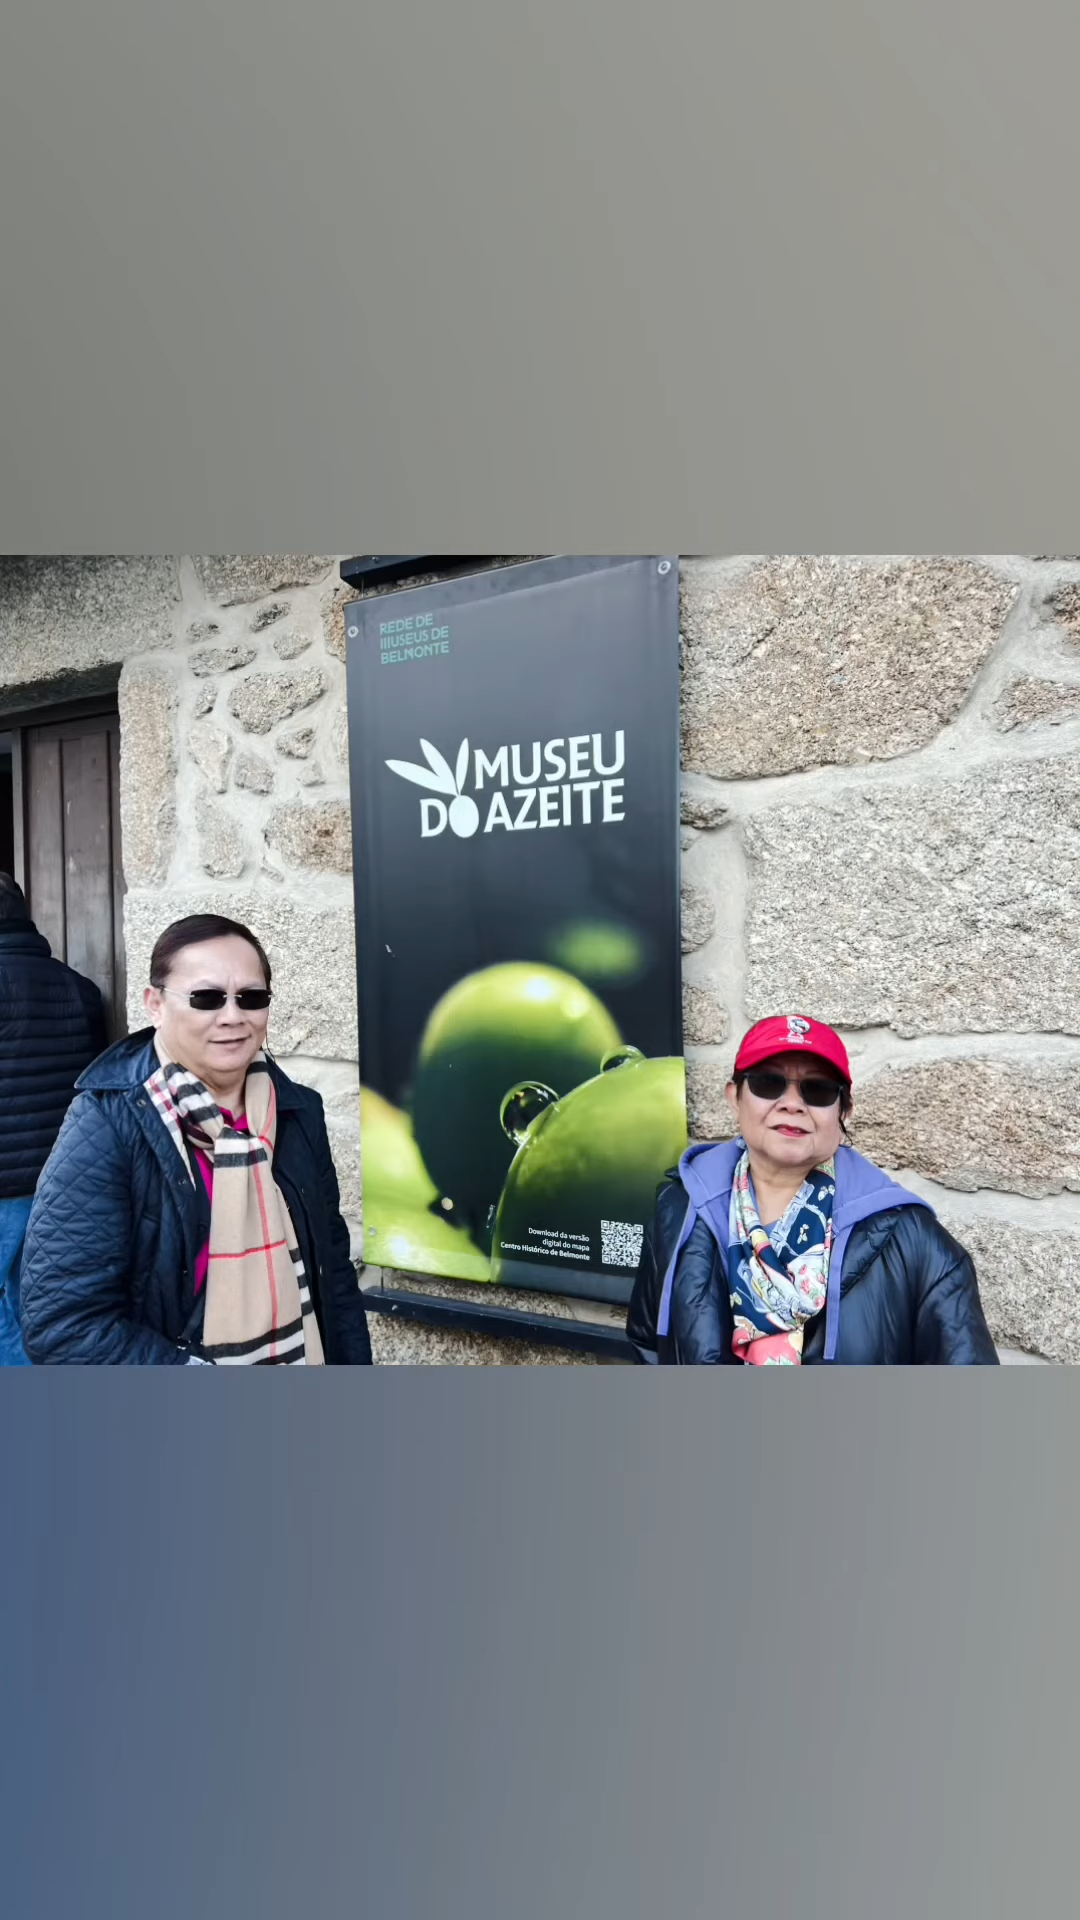 REDE DE
MUSEUS DE
BELMONTE
MUSEU
DO AZEITE
Download da versão
digital do mapa
Centro Histórico de Belmonte